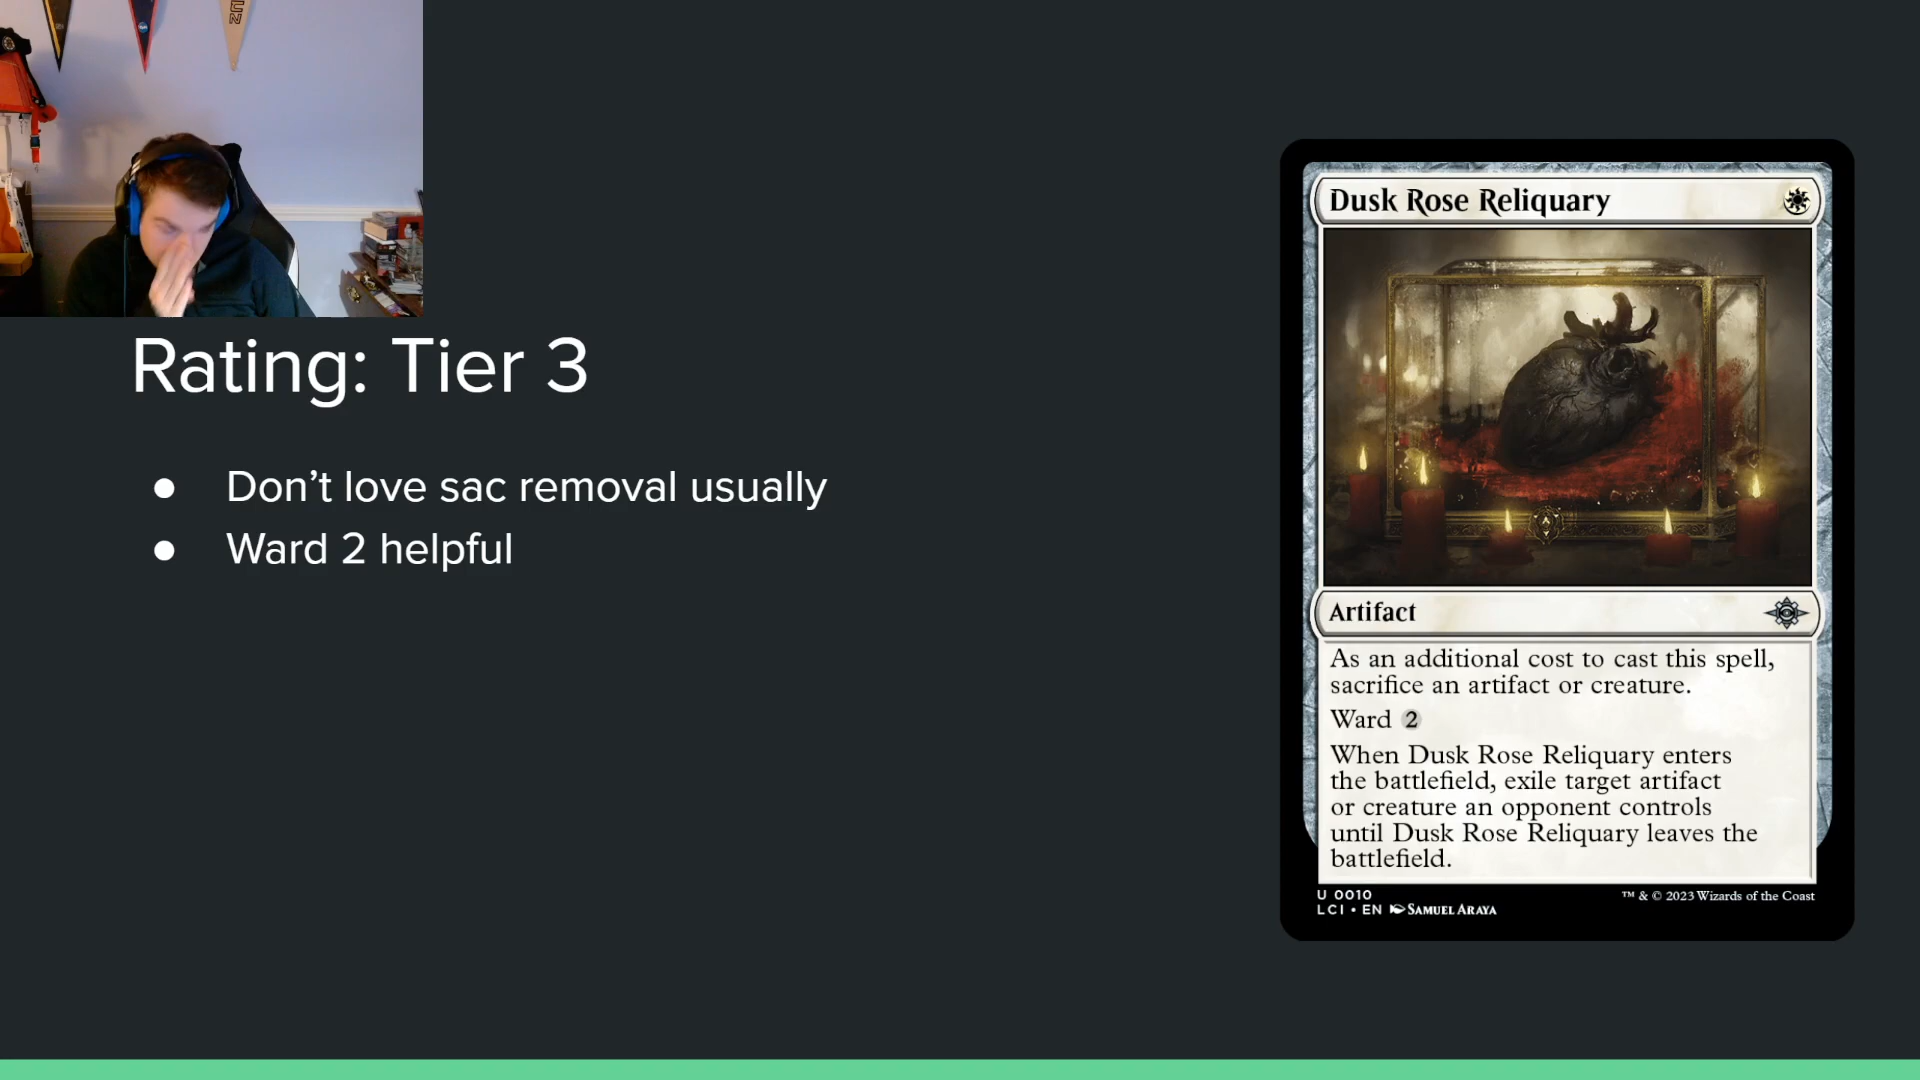 Rating: Tier 3
● Don’t love sac removal usually
● Ward 2 helpful
Dusk Rose Reliquary
Artifact
As an additional cost to cast this spell,
sacrifice an artifact or creature.
Ward 2
When Dusk Rose Reliquary enters
the battlefield, exile target artifact
or creature an opponent controls
until Dusk Rose Reliquary leaves the
battlefield.
U 0010
LCI • EN SAMUEL ARAYA
™ & © 2023 Wizards of the Coast